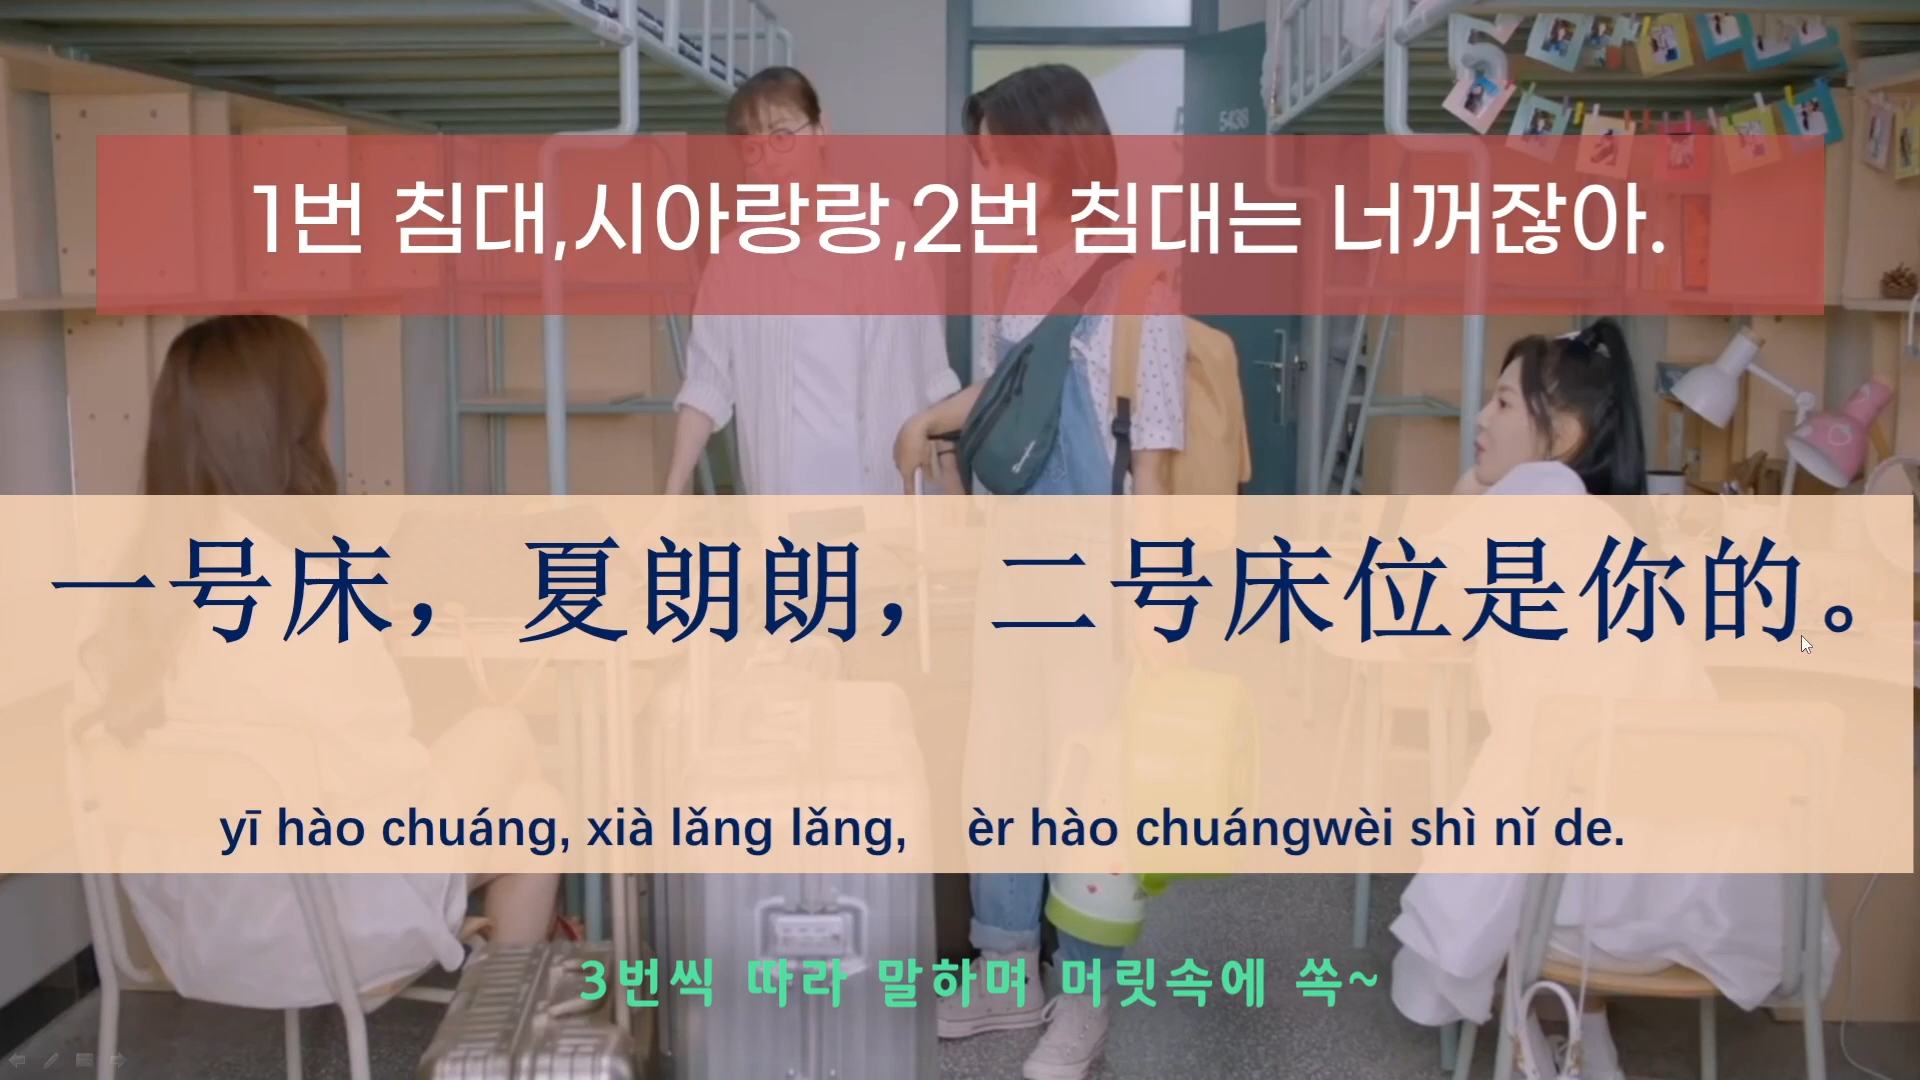 5438
1번 침대,시아랑랑,2번 침대는 너꺼잖아.
一号床，夏朗朗，二号床位是你的。
yī hào chuáng, xià lǎng lǎng, èr hào chuángwèi shì nǐ de.
3번씩 따라 말하며 머릿속에 쏙~